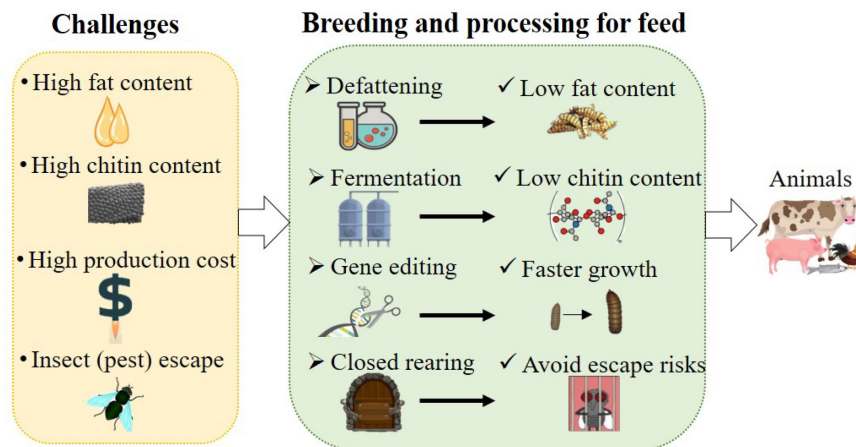 Challenges
• High fat content
• High chitin content
• High production cost
$
• Insect (pest) escape
Breeding and processing for feed
➢ Defattening
✓ Low fat content
➢ Fermentation
✓ Low chitin content
➢ Gene editing
✓ Faster growth
➢ Closed rearing
✓ Avoid escape risks
Animals